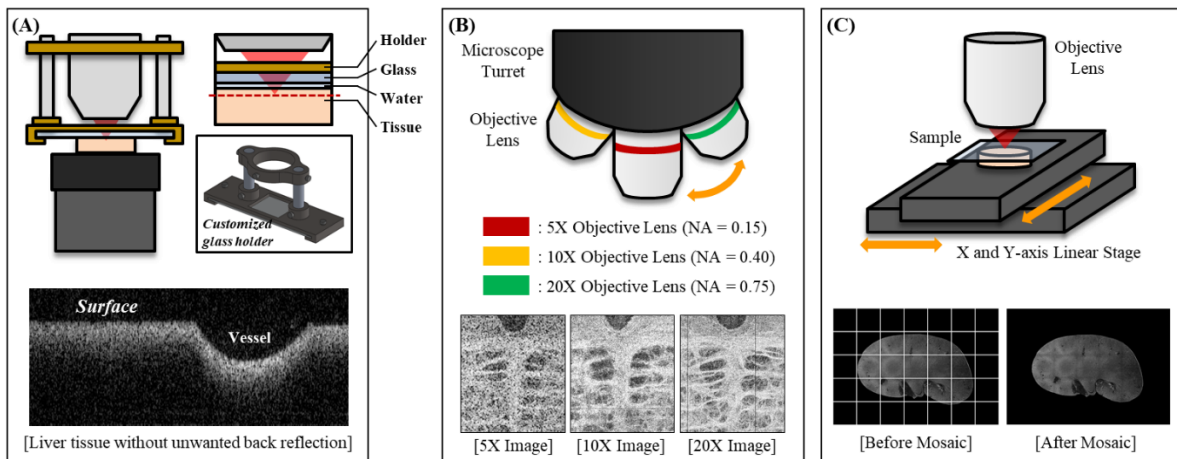 (A)
Holder
Glass
Water
Tissue
Customized
glass holder
Surface
Vessel
[Liver tissue without unwanted back reflection]
(B)
Microscope
Turret
Objective
Lens
: 5X Objective Lens (NA = 0.15)
: 10X Objective Lens (NA = 0.40)
: 20X Objective Lens (NA = 0.75)
[5X Image]
[10X Image]
[20X Image]
(C)
Objective
Lens
Sample
X and Y-axis Linear Stage
[Before Mosaic]
[After Mosaic]